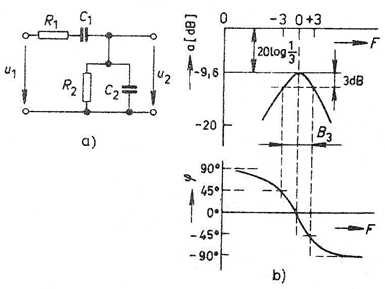 R₁ C₁
u₁ R₂ C₂ u₂
a)
a [dB]
0 -3 0 +3 F
20log 1/3
-9,6
3dB
-20
B₃
φ
90°
45°
0° F
-45°
-90°
b)